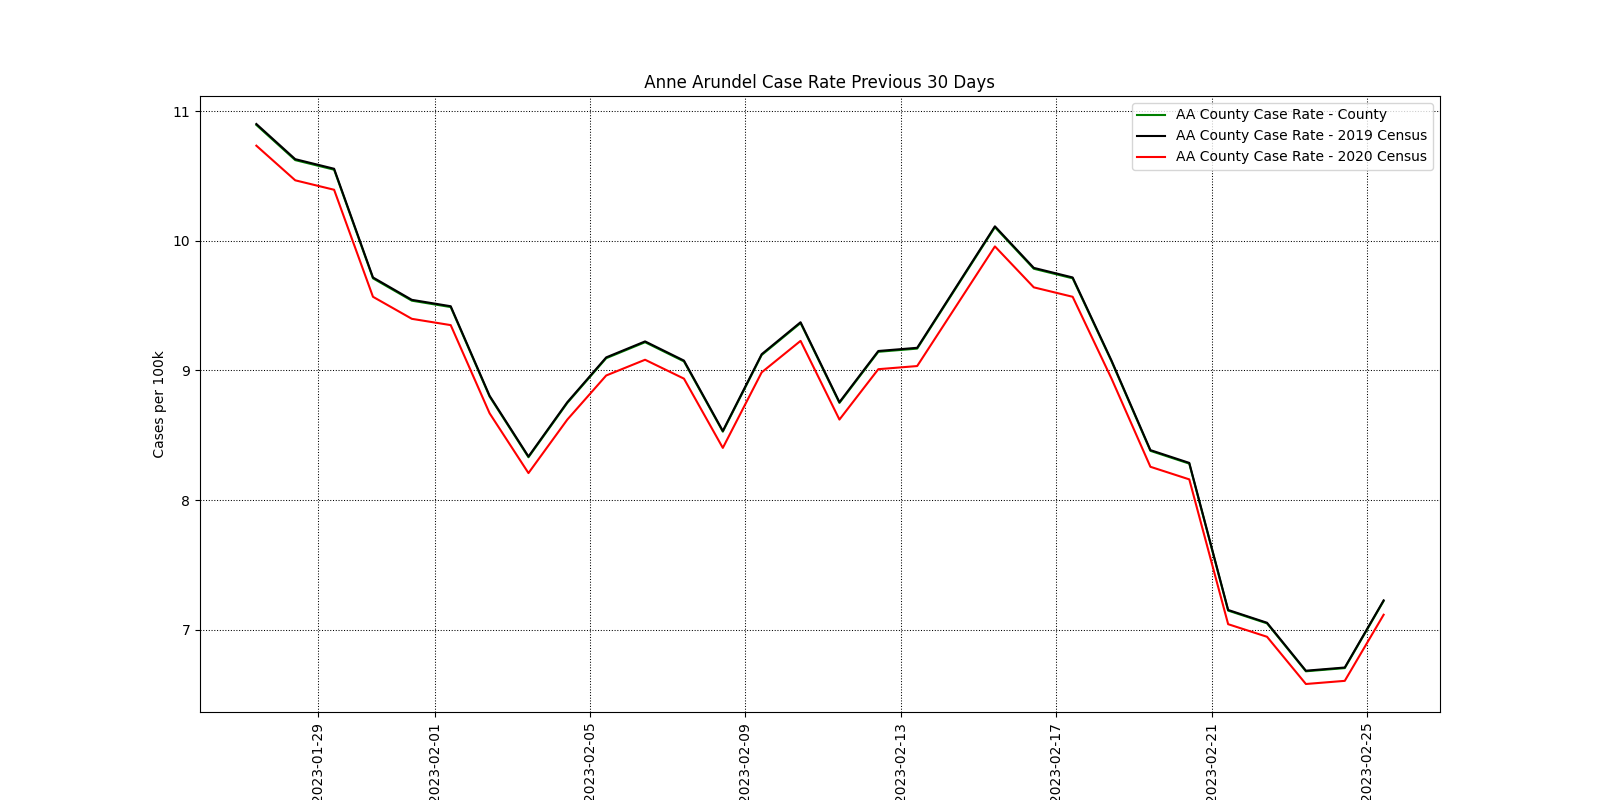 Anne Arundel Case Rate Previous 30 Days
AA County Case Rate - County
AA County Case Rate - 2019 Census
AA County Case Rate - 2020 Census
Cases per 100k
11
10
9
8
7
2023-01-29
2023-02-01
2023-02-05
2023-02-09
2023-02-13
2023-02-17
2023-02-21
2023-02-25